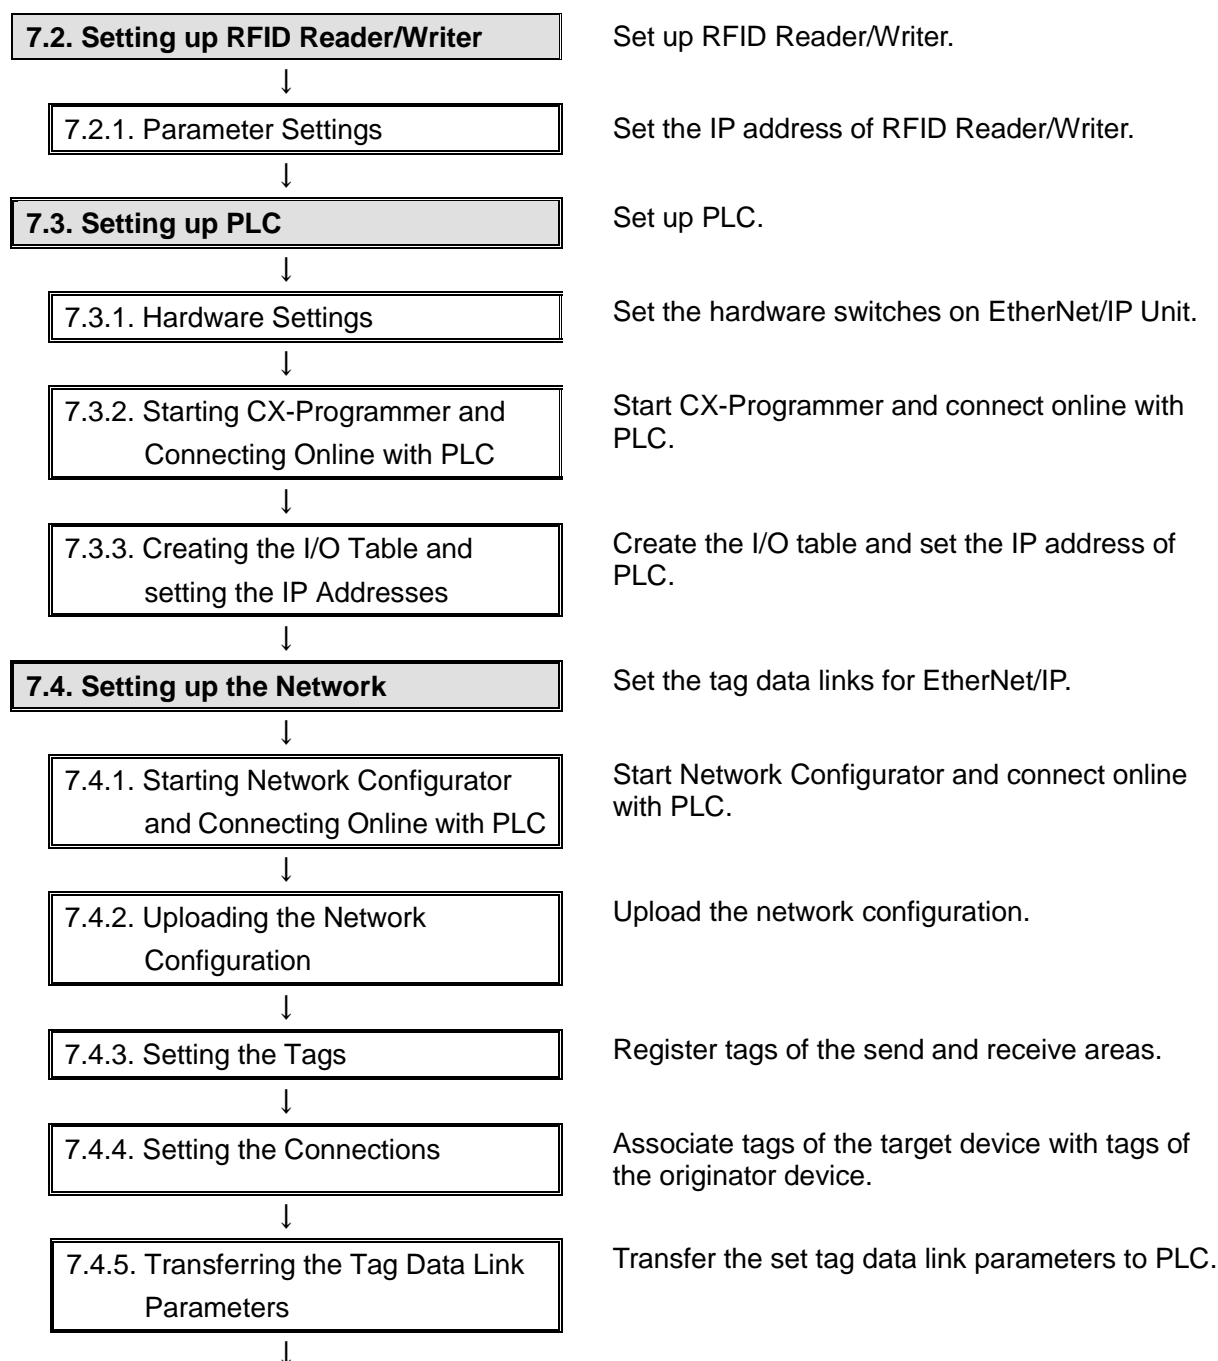 7.2. Setting up RFID Reader/Writer
Set up RFID Reader/Writer.
↓
7.2.1. Parameter Settings
Set the IP address of RFID Reader/Writer.
↓
7.3. Setting up PLC
Set up PLC.
↓
7.3.1. Hardware Settings
Set the hardware switches on EtherNet/IP Unit.
↓
7.3.2. Starting CX-Programmer and
Connecting Online with PLC
Start CX-Programmer and connect online with
PLC.
↓
7.3.3. Creating the I/O Table and
setting the IP Addresses
Create the I/O table and set the IP address of
PLC.
↓
7.4. Setting up the Network
Set the tag data links for EtherNet/IP.
↓
7.4.1. Starting Network Configurator
and Connecting Online with PLC
Start Network Configurator and connect online
with PLC.
↓
7.4.2. Uploading the Network
Configuration
Upload the network configuration.
↓
7.4.3. Setting the Tags
Register tags of the send and receive areas.
↓
7.4.4. Setting the Connections
Associate tags of the target device with tags of
the originator device.
↓
7.4.5. Transferring the Tag Data Link
Parameters
Transfer the set tag data link parameters to PLC.
↓